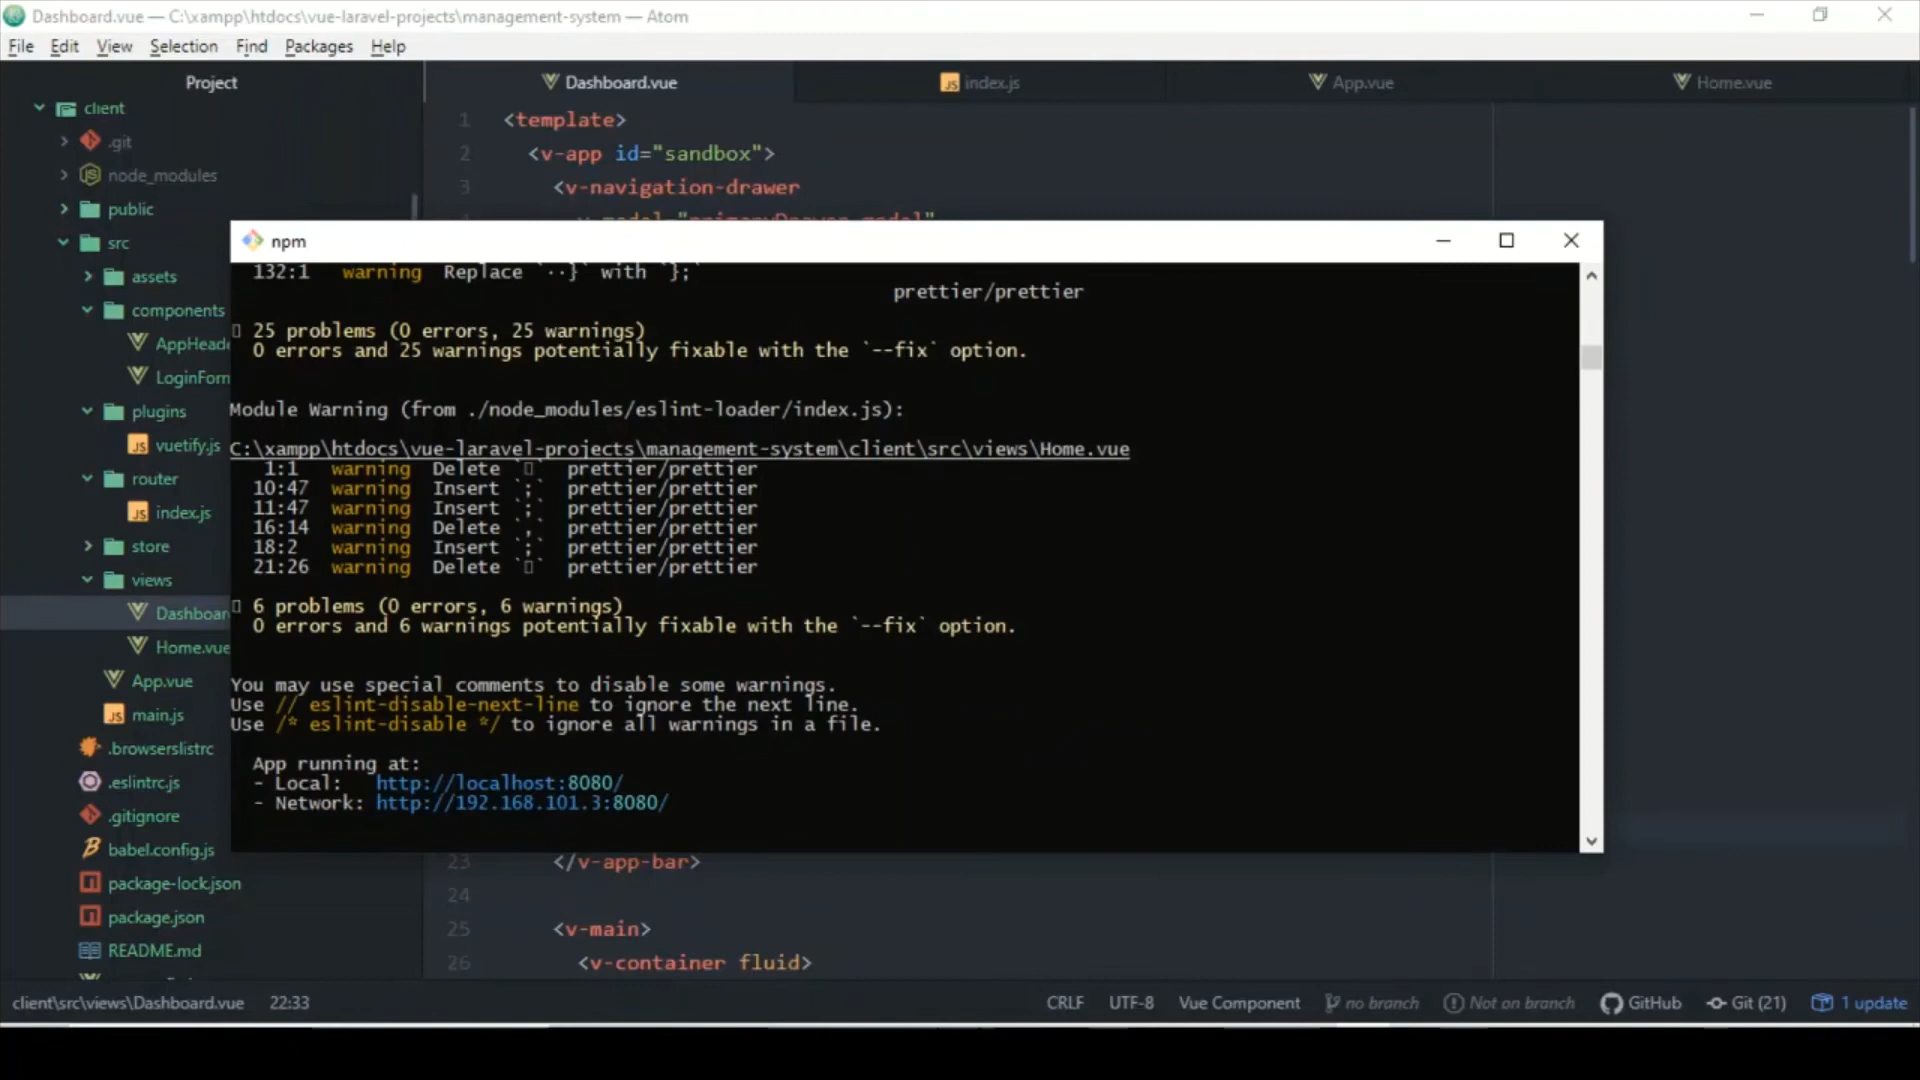 Dashboard.vue — C:\xampp\htdocs\vue-laravel-projects\management-system — Atom
File Edit View Selection Find Packages Help
Project
Dashboard.vue
index.js
App.vue
Home.vue
client
.git
node_modules
public
src
assets
components
AppHeade
LoginForm
plugins
vuetify.js
router
index.js
store
views
Dashboar
Home.vue
App.vue
main.js
.browserslistrc
.eslintrc.js
.gitignore
babel.config.js
package-lock.json
package.json
README.md
1 <template>
2 <v-app id="sandbox">
3 <v-navigation-drawer
npm
132:1 warning Replace `··}` with `};`
prettier/prettier
25 problems (0 errors, 25 warnings)
0 errors and 25 warnings potentially fixable with the `--fix` option.
Module Warning (from ./node_modules/eslint-loader/index.js):
C:\xampp\htdocs\vue-laravel-projects\management-system\client\src\views\Home.vue
1:1 warning Delete `␍` prettier/prettier
10:47 warning Insert `;` prettier/prettier
11:47 warning Insert `;` prettier/prettier
16:14 warning Delete `,` prettier/prettier
18:2 warning Insert `;` prettier/prettier
21:26 warning Delete `␍` prettier/prettier
6 problems (0 errors, 6 warnings)
0 errors and 6 warnings potentially fixable with the `--fix` option.
You may use special comments to disable some warnings.
Use // eslint-disable-next-line to ignore the next line.
Use /* eslint-disable */ to ignore all warnings in a file.
App running at:
- Local: http://localhost:8080/
- Network: http://192.168.101.3:8080/
23 </v-app-bar>
24
25 <v-main>
26 <v-container fluid>
client\src\views\Dashboard.vue 22:33 CRLF UTF-8 Vue Component no branch Not on branch GitHub Git (21) 1 update